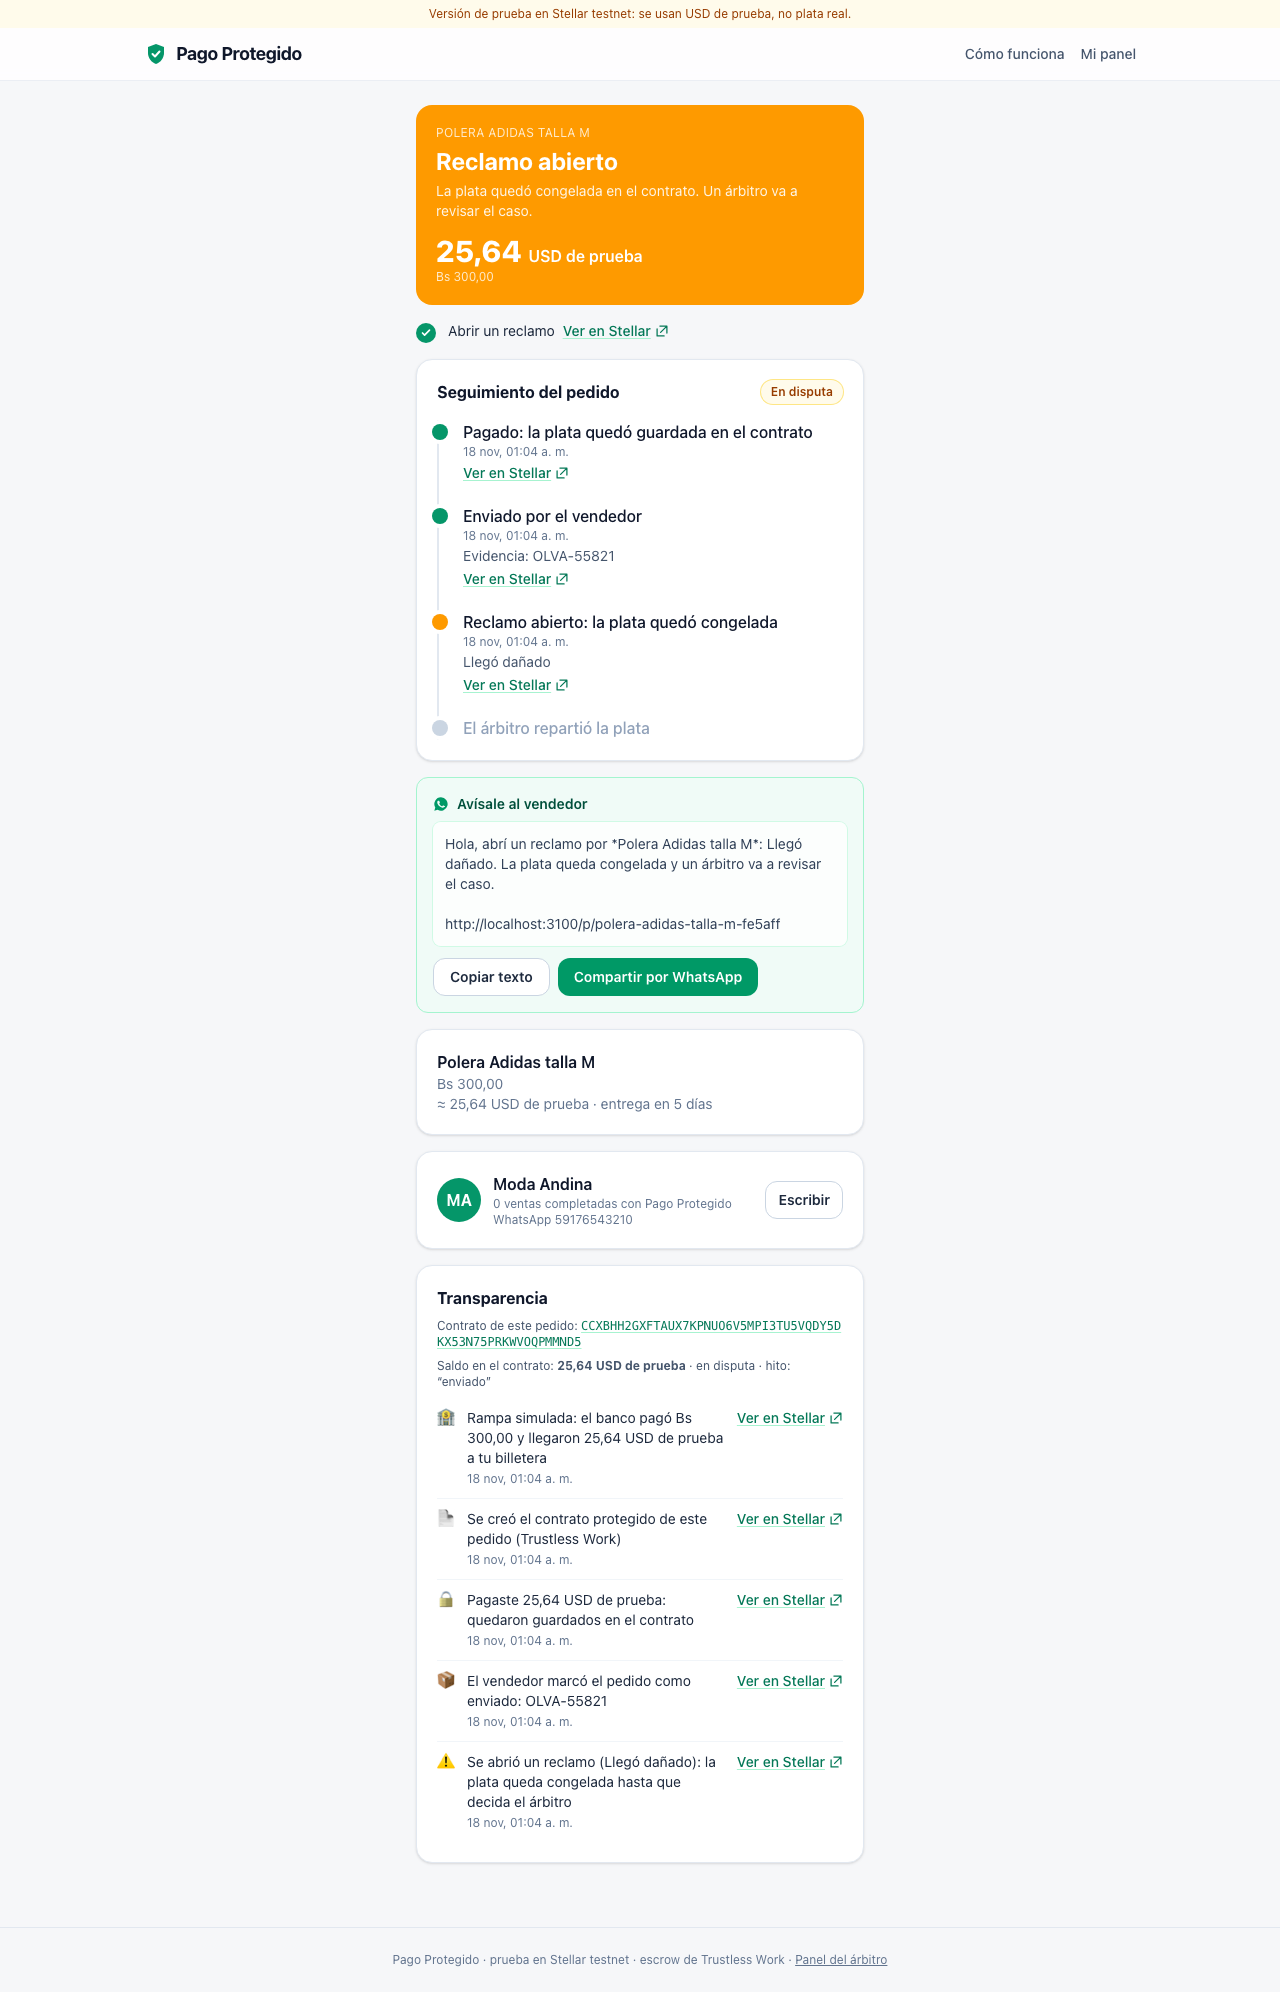 Versión de prueba en Stellar testnet: se usan USD de prueba, no plata real.
Pago Protegido
Cómo funciona
Mi panel
POLERA ADIDAS TALLA M
Reclamo abierto
La plata quedó congelada en el contrato. Un árbitro va a
revisar el caso.
25,64 USD de prueba
Bs 300,00
Abrir un reclamo Ver en Stellar
Seguimiento del pedido
En disputa
Pagado: la plata quedó guardada en el contrato
18 nov, 01:04 a. m.
Ver en Stellar
Enviado por el vendedor
18 nov, 01:04 a. m.
Evidencia: OLVA-55821
Ver en Stellar
Reclamo abierto: la plata quedó congelada
18 nov, 01:04 a. m.
Llegó dañado
Ver en Stellar
El árbitro repartió la plata
Avísale al vendedor
Hola, abrí un reclamo por *Polera Adidas talla M*: Llegó
dañado. La plata queda congelada y un árbitro va a revisar
el caso.
http://localhost:3100/p/polera-adidas-talla-m-fe5aff
Copiar texto
Compartir por WhatsApp
Polera Adidas talla M
Bs 300,00
≈ 25,64 USD de prueba · entrega en 5 días
MA
Moda Andina
0 ventas completadas con Pago Protegido
WhatsApp 59176543210
Escribir
Transparencia
Contrato de este pedido: CCXBHH2GXFTAUX7KPNUO6V5MPI3TU5VQDY5D
KX53N75PRKWVOQPMMND5
Saldo en el contrato: 25,64 USD de prueba · en disputa · hito:
“enviado”
Rampa simulada: el banco pagó Bs
300,00 y llegaron 25,64 USD de prueba
a tu billetera
18 nov, 01:04 a. m.
Ver en Stellar
Se creó el contrato protegido de este
pedido (Trustless Work)
18 nov, 01:04 a. m.
Ver en Stellar
Pagaste 25,64 USD de prueba:
quedaron guardados en el contrato
18 nov, 01:04 a. m.
Ver en Stellar
El vendedor marcó el pedido como
enviado: OLVA-55821
18 nov, 01:04 a. m.
Ver en Stellar
Se abrió un reclamo (Llegó dañado): la
plata queda congelada hasta que
decida el árbitro
18 nov, 01:04 a. m.
Ver en Stellar
Pago Protegido · prueba en Stellar testnet · escrow de Trustless Work · Panel del árbitro